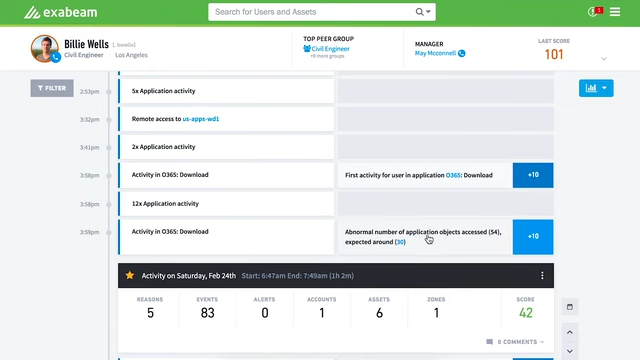 exabeam
Search for Users and Assets
1
Billie Wells [ . bwells]
Civil Engineer
Los Angeles
TOP PEER GROUP
Civil Engineer
+9 more groups
MANAGER
May Mcconnell
LAST SCORE
101
FILTER
2:53pm
5x Application activity
3:32pm
Remote access to us-apps-wd1
3:41pm
2x Application activity
3:58pm
Activity in O365: Download
First activity for user in application O365: Download
+10
3:58pm
12x Application activity
3:59pm
Activity in O365: Download
Abnormal number of application objects accessed (54),
expected around (30)
+10
Activity on Saturday, Feb 24th Start: 6:47am End: 7:49am (1h 2m)
REASONS
5
EVENTS
83
ALERTS
0
ACCOUNTS
1
ASSETS
6
ZONES
1
SCORE
42
0 COMMENTS